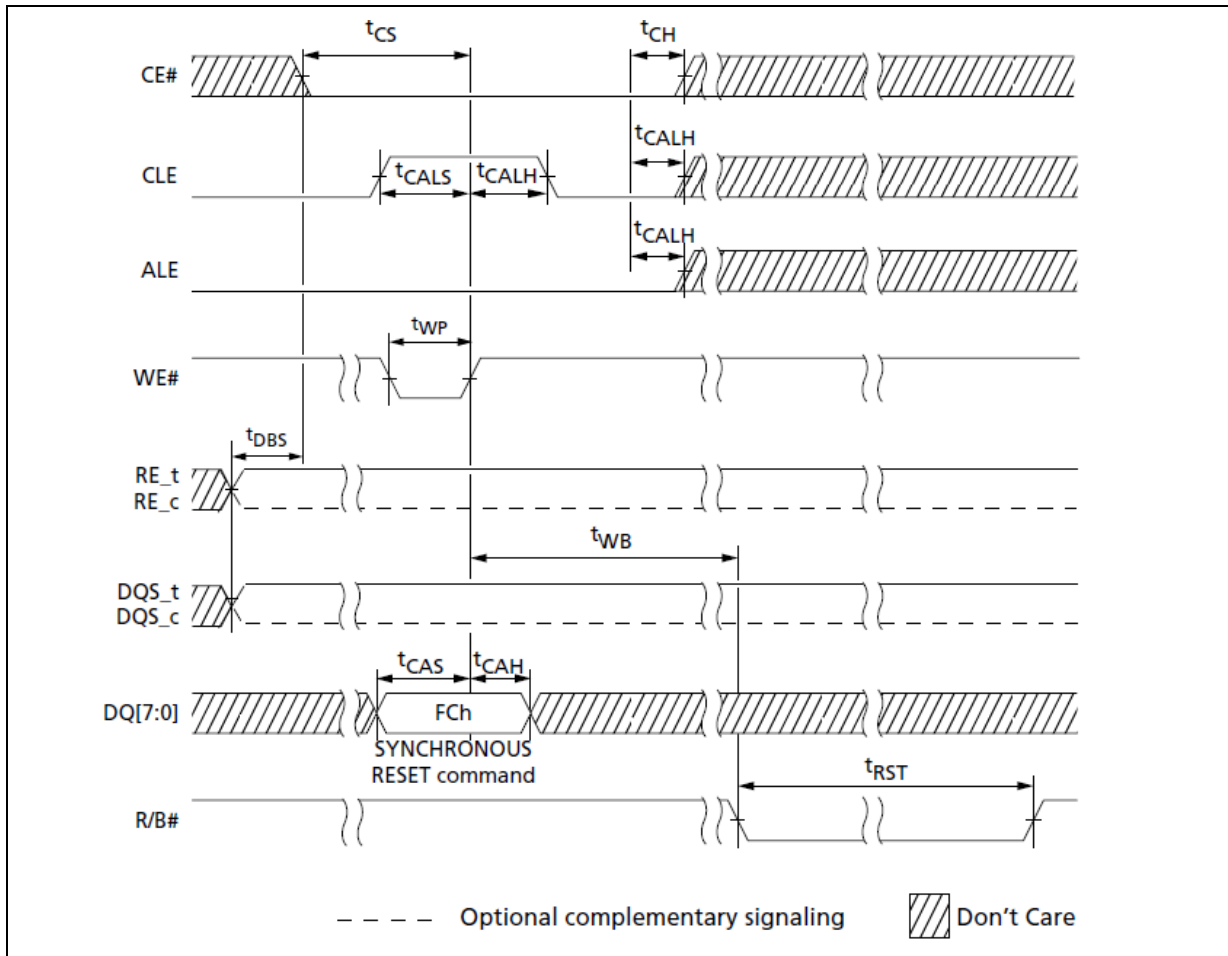 tCS
tCH
CE#
tCALH
CLE
tCALS
tCALH
tCALH
ALE
tWP
WE#
tDBS
RE_t
RE_c
tWB
DQS_t
DQS_c
tCAS
tCAH
DQ[7:0]
FCh
SYNCHRONOUS
RESET command
tRST
R/B#
Optional complementary signaling
Don't Care